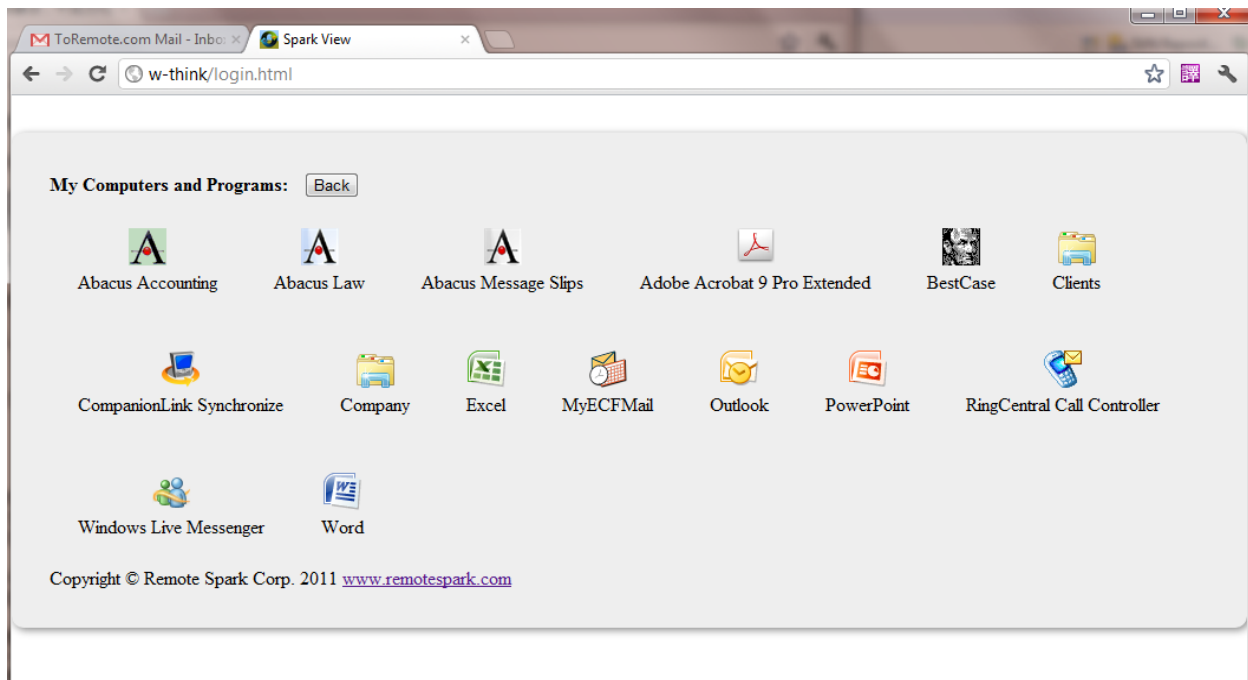 ToRemote.com Mail - Inbo
Spark View
w-think/login.html
My Computers and Programs: Back
Abacus Accounting Abacus Law Abacus Message Slips Adobe Acrobat 9 Pro Extended BestCase Clients
CompanionLink Synchronize Company Excel MyECFMail Outlook PowerPoint RingCentral Call Controller
Windows Live Messenger Word
Copyright © Remote Spark Corp. 2011 www.remotespark.com